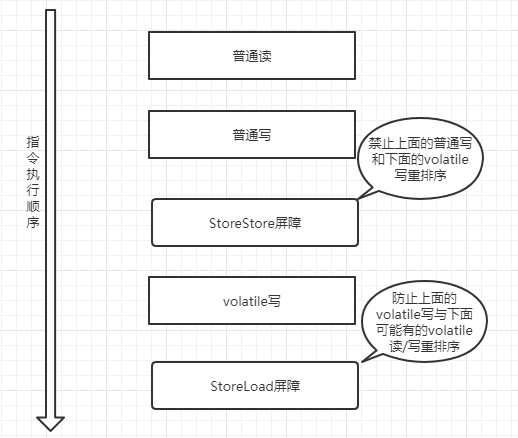 指令执行顺序
普通读
普通写
禁止上面的普通写
和下面的volatile
写重排序
StoreStore屏障
volatile写
防止上面的
volatile写与下面
可能有的volatile
读/写重排序
StoreLoad屏障